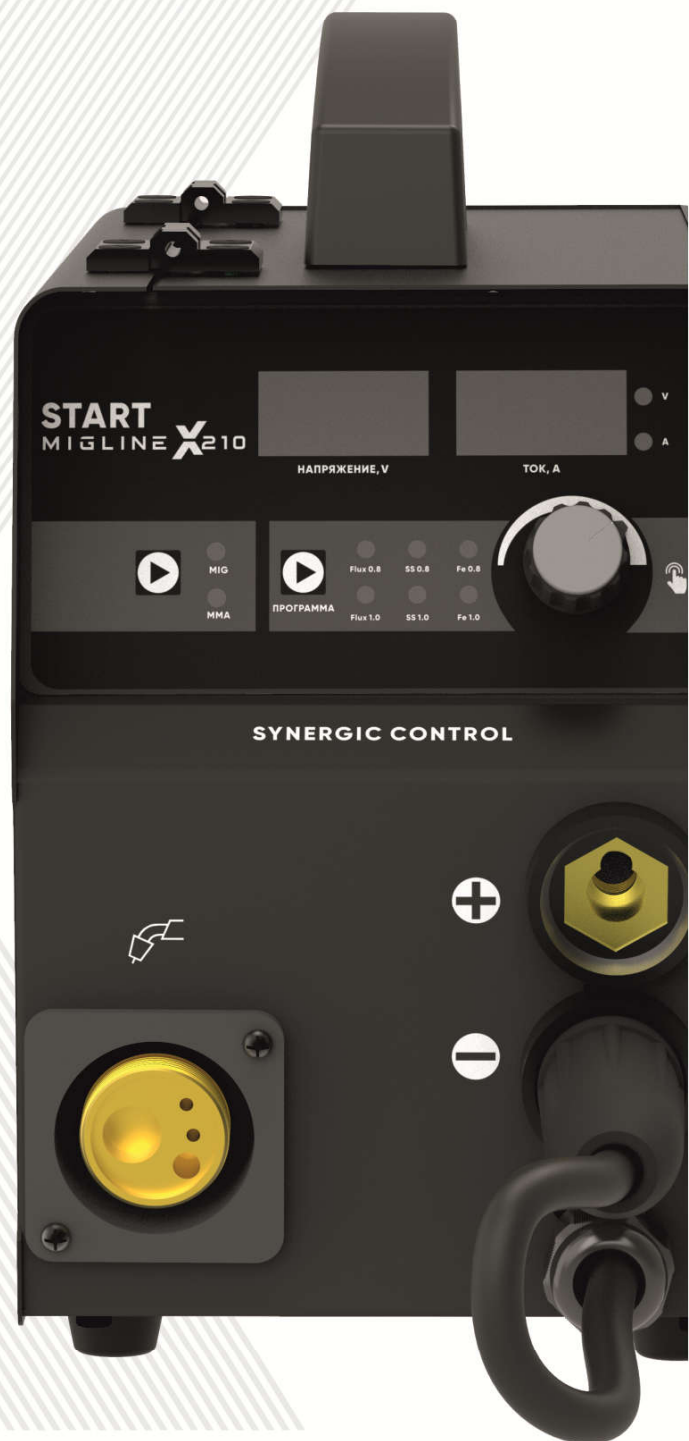 START
MIGLINE X210
V
A
НАПРЯЖЕНИЕ, V
ТОК, A
MIG
MMA
ПРОГРАММА
Flux 0.8
SS 0.8
Fe 0.8
Flux 1.0
SS 1.0
Fe 1.0
SYNERGIC CONTROL
+
−